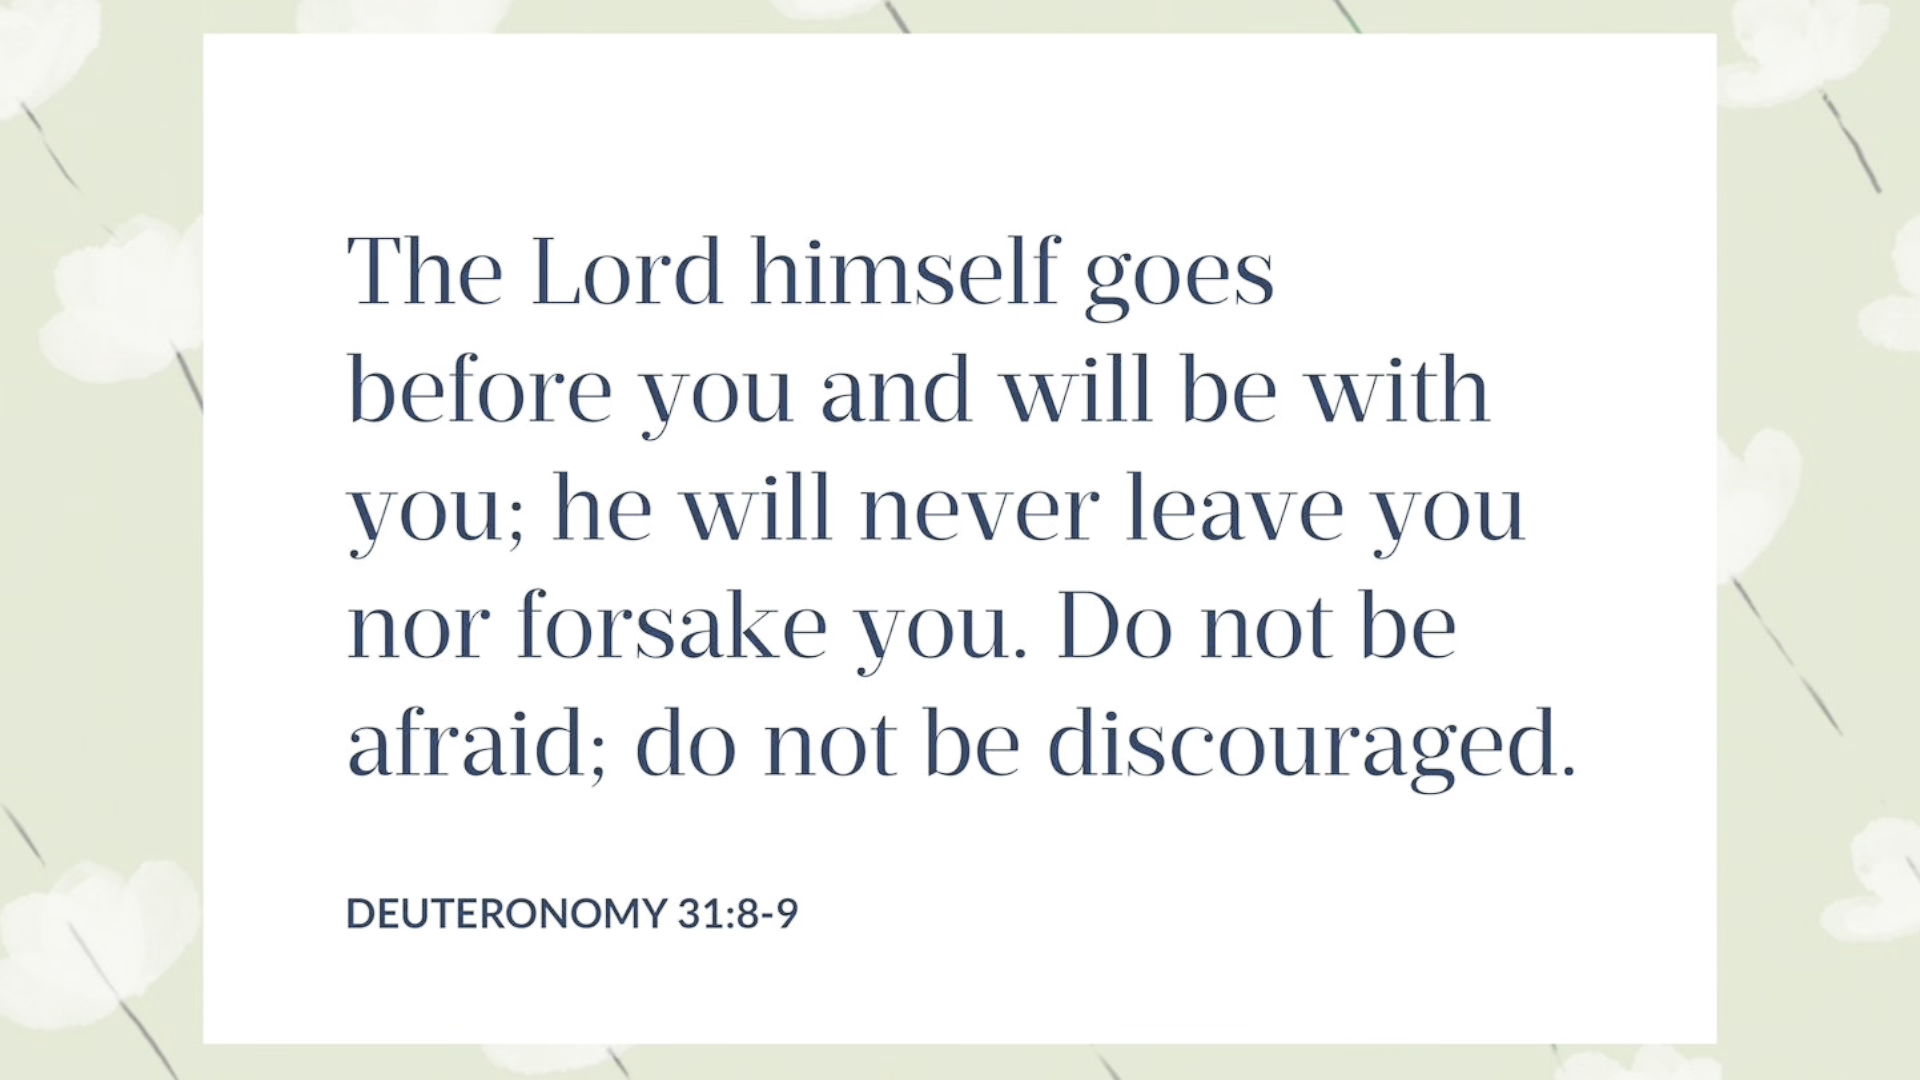 The Lord himself goes
before you and will be with
you; he will never leave you
nor forsake you. Do not be
afraid; do not be discouraged.
DEUTERONOMY 31:8-9